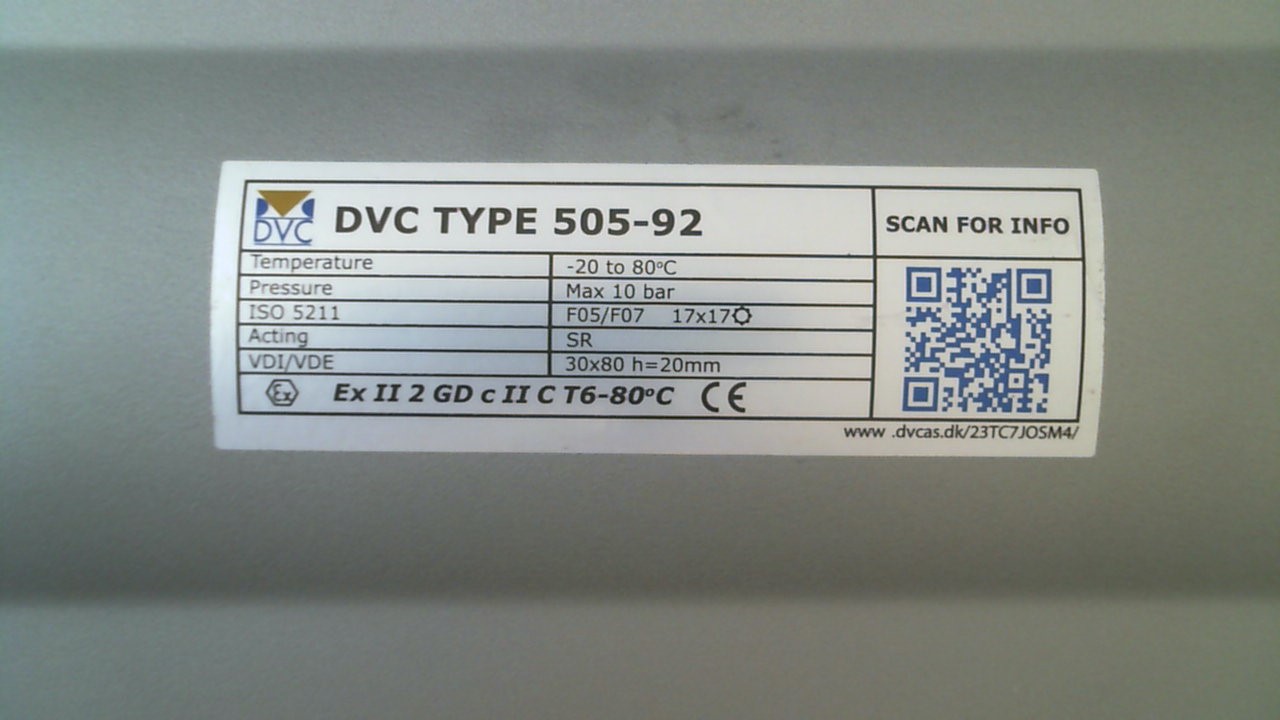 DVC
DVC TYPE 505-92
SCAN FOR INFO
Temperature -20 to 80°C
Pressure Max 10 bar
ISO 5211 F05/F07 17x17
Acting SR
VDI/VDE 30x80 h=20mm
Ex Ex II 2 GD c II C T6-80°C CE
www .dvcas.dk/23TC7JOSM4/